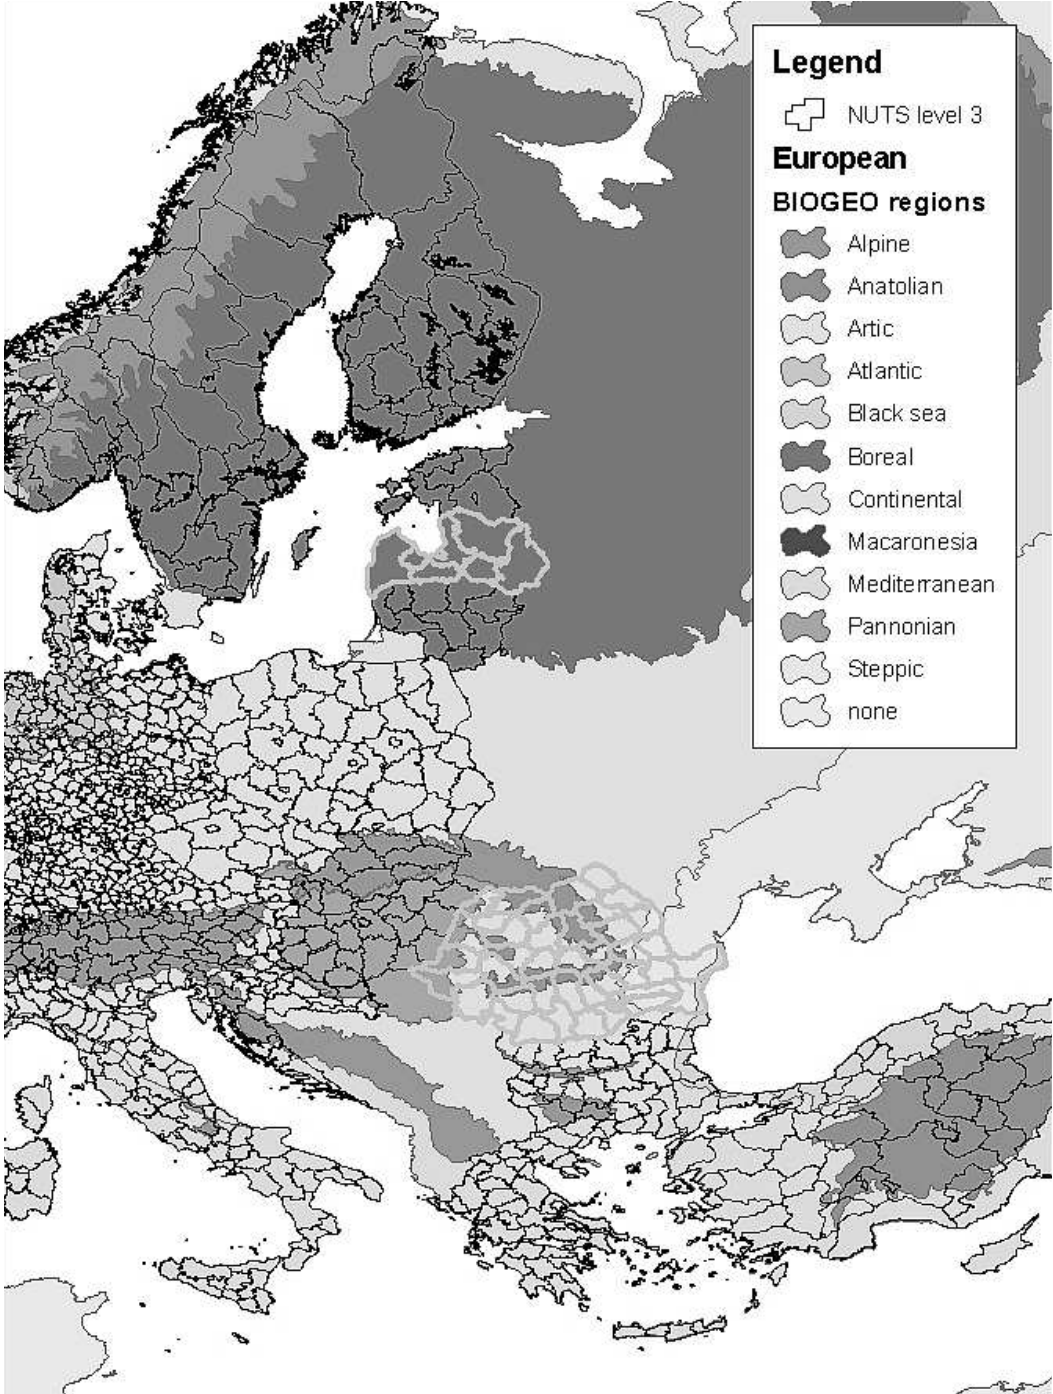 Legend
NUTS level 3
European
BIOGEO regions
Alpine
Anatolian
Artic
Atlantic
Black sea
Boreal
Continental
Macaronesia
Mediterranean
Pannonian
Steppic
none